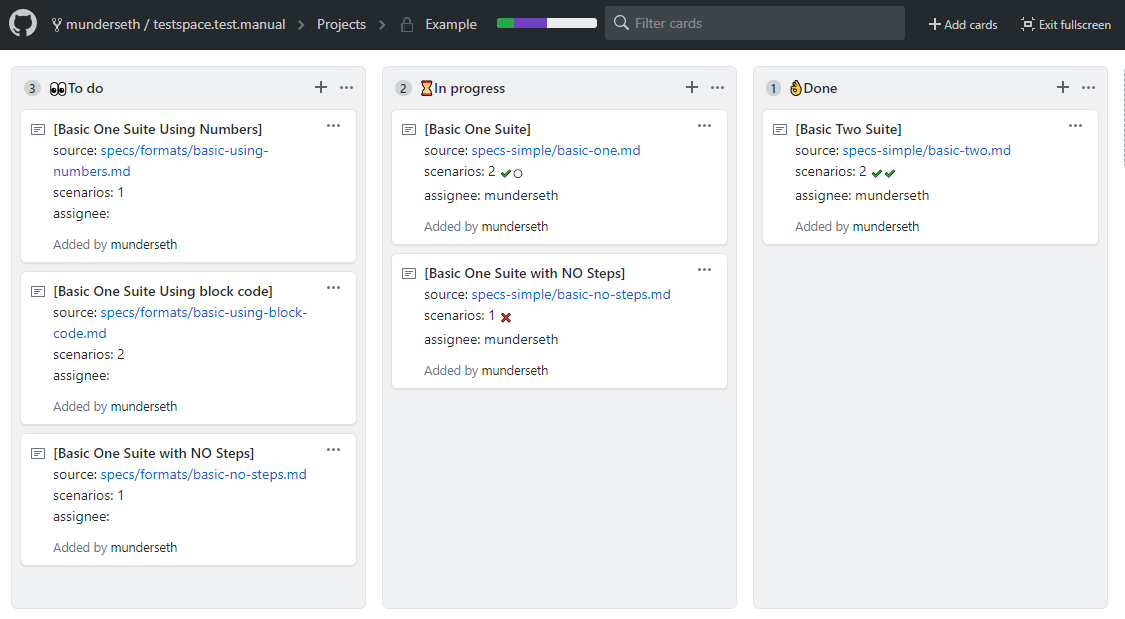 munderseth / testspace.test.manual > Projects > Example Filter cards + Add cards Exit fullscreen
3 👀To do + ...
[Basic One Suite Using Numbers] ...
source: specs/formats/basic-using-
numbers.md
scenarios: 1
assignee:
Added by munderseth
[Basic One Suite Using block code] ...
source: specs/formats/basic-using-block-
code.md
scenarios: 2
assignee:
Added by munderseth
[Basic One Suite with NO Steps] ...
source: specs/formats/basic-no-steps.md
scenarios: 1
assignee:
Added by munderseth
2 ⏳In progress + ...
[Basic One Suite] ...
source: specs-simple/basic-one.md
scenarios: 2 ✔○
assignee: munderseth
Added by munderseth
[Basic One Suite with NO Steps] ...
source: specs-simple/basic-no-steps.md
scenarios: 1 ✖
assignee: munderseth
Added by munderseth
1 👌Done + ...
[Basic Two Suite] ...
source: specs-simple/basic-two.md
scenarios: 2 ✔✔
assignee: munderseth
Added by munderseth